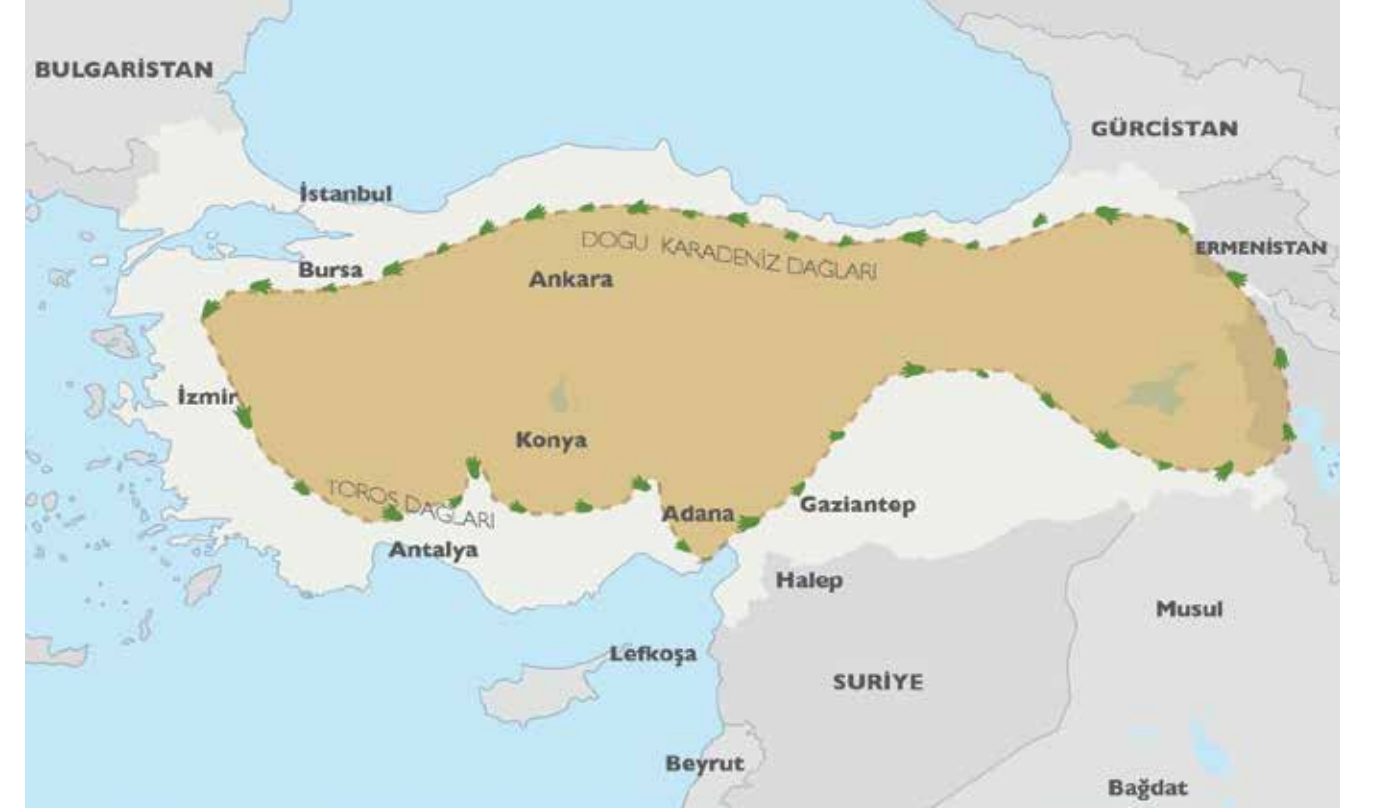 BULGARİSTAN
GÜRCİSTAN
İstanbul
DOĞU KARADENİZ DAĞLARI
ERMENİSTAN
Bursa
Ankara
İzmir
Konya
TOROS DAĞLARI
Adana
Gaziantep
Antalya
Halep
Musul
Lefkoşa
SURİYE
Beyrut
Bağdat